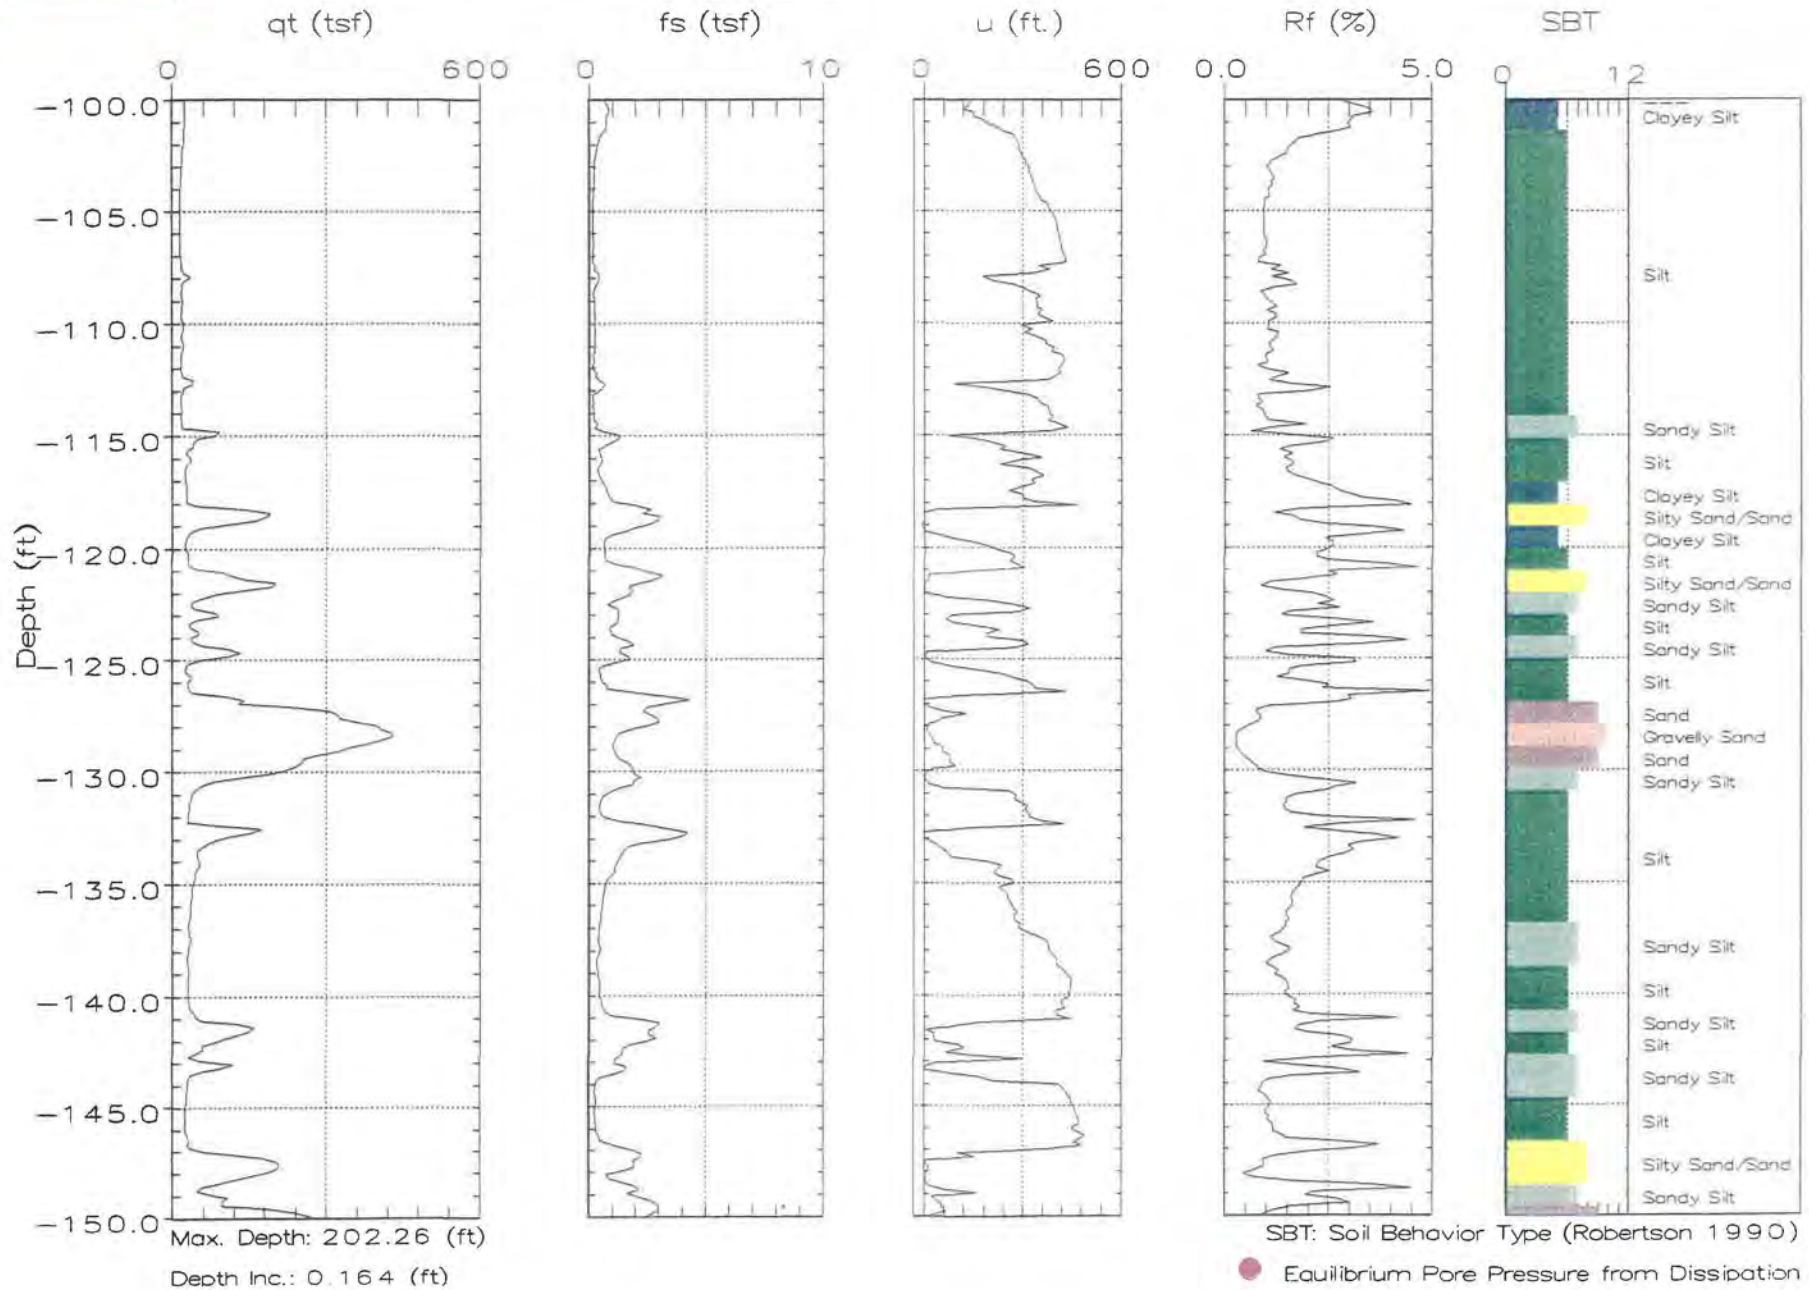 qt (tsf) fs (tsf) u (ft.) Rf (%) SBT
0 600 0 10 0 600 0.0 5.0 0 12
Depth (ft)
-100.0
-105.0
-110.0
-115.0
-120.0
-125.0
-130.0
-135.0
-140.0
-145.0
-150.0
Clayey Silt
Silt
Sandy Silt
Silt
Clayey Silt
Silty Sand/Sand
Clayey Silt
Silt
Silty Sand/Sand
Sandy Silt
Silt
Sandy Silt
Silt
Sand
Gravelly Sand
Sand
Sandy Silt
Silt
Sandy Silt
Silt
Sandy Silt
Silt
Sandy Silt
Silt
Silty Sand/Sand
Sandy Silt
Max. Depth: 202.26 (ft)
Depth Inc.: 0.164 (ft)
SBT: Soil Behavior Type (Robertson 1990)
Equilibrium Pore Pressure from Dissipation